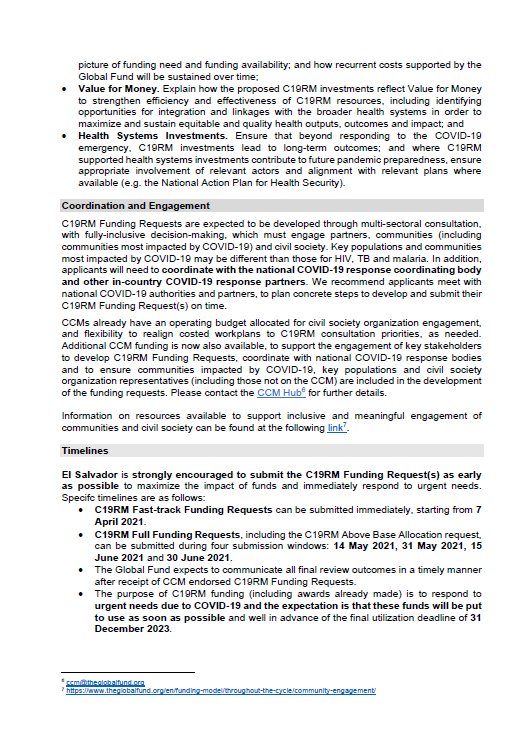 picture of funding need and funding availability; and how recurrent costs supported by the
Global Fund will be sustained over time;
• Value for Money. Explain how the proposed C19RM investments reflect Value for Money
to strengthen efficiency and effectiveness of C19RM resources, including identifying
opportunities for integration and linkages with the broader health systems in order to
maximize and sustain equitable and quality health outputs, outcomes and impact; and
• Health Systems Investments. Ensure that beyond responding to the COVID-19
emergency, C19RM investments lead to long-term outcomes; and where C19RM
supported health systems investments contribute to future pandemic preparedness, ensure
appropriate involvement of relevant actors and alignment with relevant plans where
available (e.g. the National Action Plan for Health Security).
Coordination and Engagement
C19RM Funding Requests are expected to be developed through multi-sectoral consultation,
with fully-inclusive decision-making, which must engage partners, communities (including
communities most impacted by COVID-19) and civil society. Key populations and communities
most impacted by COVID-19 may be different than those for HIV, TB and malaria. In addition,
applicants will need to coordinate with the national COVID-19 response coordinating body
and other in-country COVID-19 response partners. We recommend applicants meet with
national COVID-19 authorities and partners, to plan concrete steps to develop and submit their
C19RM Funding Request(s) on time.
CCMs already have an operating budget allocated for civil society organization engagement,
and flexibility to realign costed workplans to C19RM consultation priorities, as needed.
Additional CCM funding is now also available, to support the engagement of key stakeholders
to develop C19RM Funding Requests, coordinate with national COVID-19 response bodies
and to ensure communities impacted by COVID-19, key populations and civil society
organization representatives (including those not on the CCM) are included in the development
of the funding requests. Please contact the CCM Hub⁶ for further details.
Information on resources available to support inclusive and meaningful engagement of
communities and civil society can be found at the following link⁷.
Timelines
El Salvador is strongly encouraged to submit the C19RM Funding Request(s) as early
as possible to maximize the impact of funds and immediately respond to urgent needs.
Specifc timelines are as follows:
• C19RM Fast-track Funding Requests can be submitted immediately, starting from 7
April 2021.
• C19RM Full Funding Requests, including the C19RM Above Base Allocation request,
can be submitted during four submission windows: 14 May 2021, 31 May 2021, 15
June 2021 and 30 June 2021.
• The Global Fund expects to communicate all final review outcomes in a timely manner
after receipt of CCM endorsed C19RM Funding Requests.
• The purpose of C19RM funding (including awards already made) is to respond to
urgent needs due to COVID-19 and the expectation is that these funds will be put
to use as soon as possible and well in advance of the final utilization deadline of 31
December 2023.
⁶ ccm@theglobalfund.org
⁷ https://www.theglobalfund.org/en/funding-model/throughout-the-cycle/community-engagement/